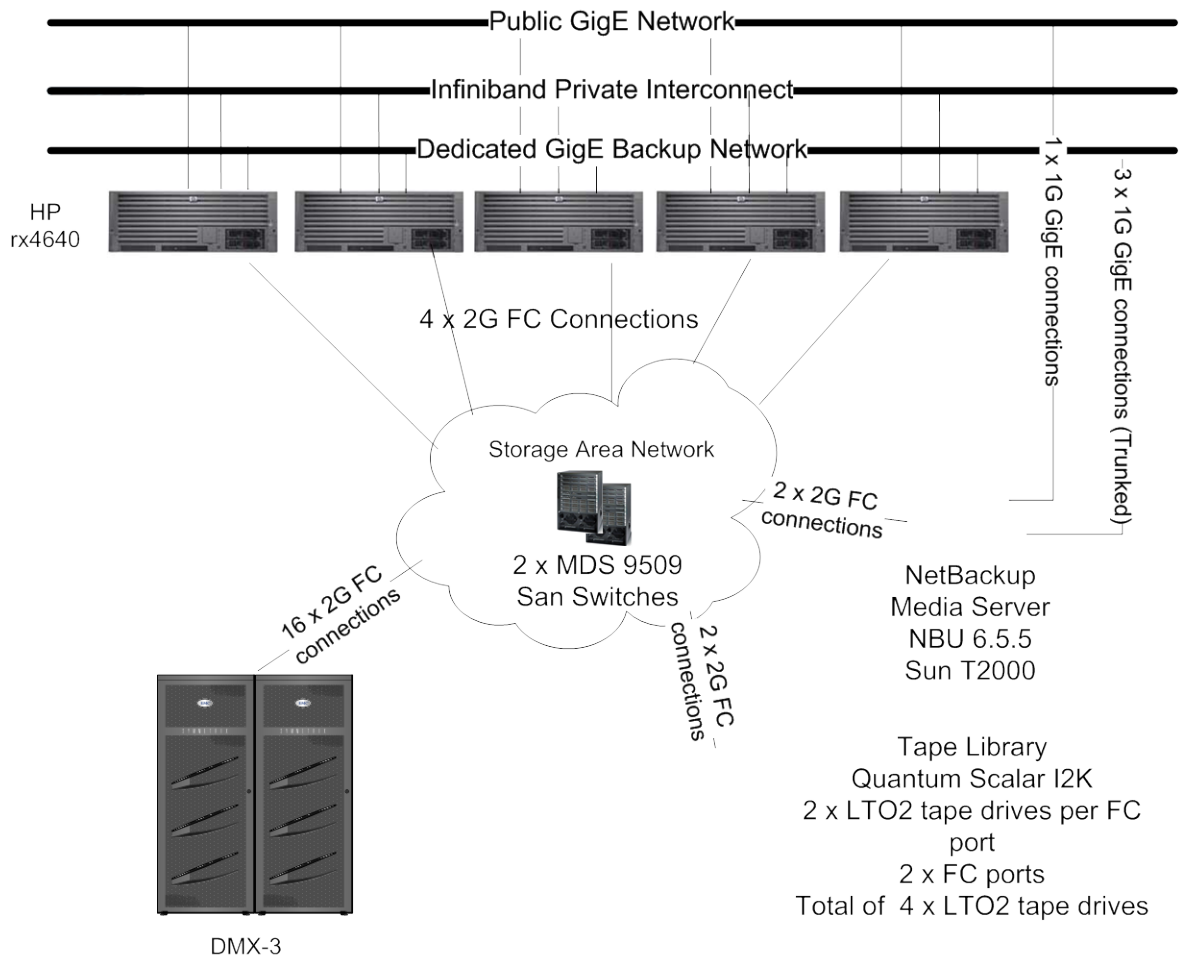 Public GigE Network
Infiniband Private Interconnect
Dedicated GigE Backup Network
HP
rx4640
1 x 1G GigE connections
3 x 1G GigE connections (Trunked)
4 x 2G FC Connections
Storage Area Network
2 x MDS 9509
San Switches
2 x 2G FC
connections
16 x 2G FC
connections
2 x 2G FC
connections
NetBackup
Media Server
NBU 6.5.5
Sun T2000
Tape Library
Quantum Scalar I2K
2 x LTO2 tape drives per FC
port
2 x FC ports
Total of 4 x LTO2 tape drives
DMX-3